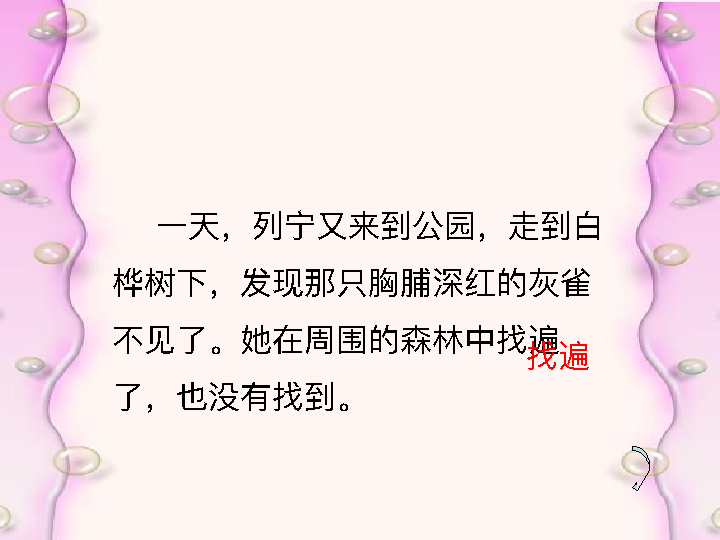 一天，列宁又来到公园，走到白
桦树下，发现那只胸脯深红的灰雀
不见了。她在周围的森林中找遍
找遍
了，也没有找到。